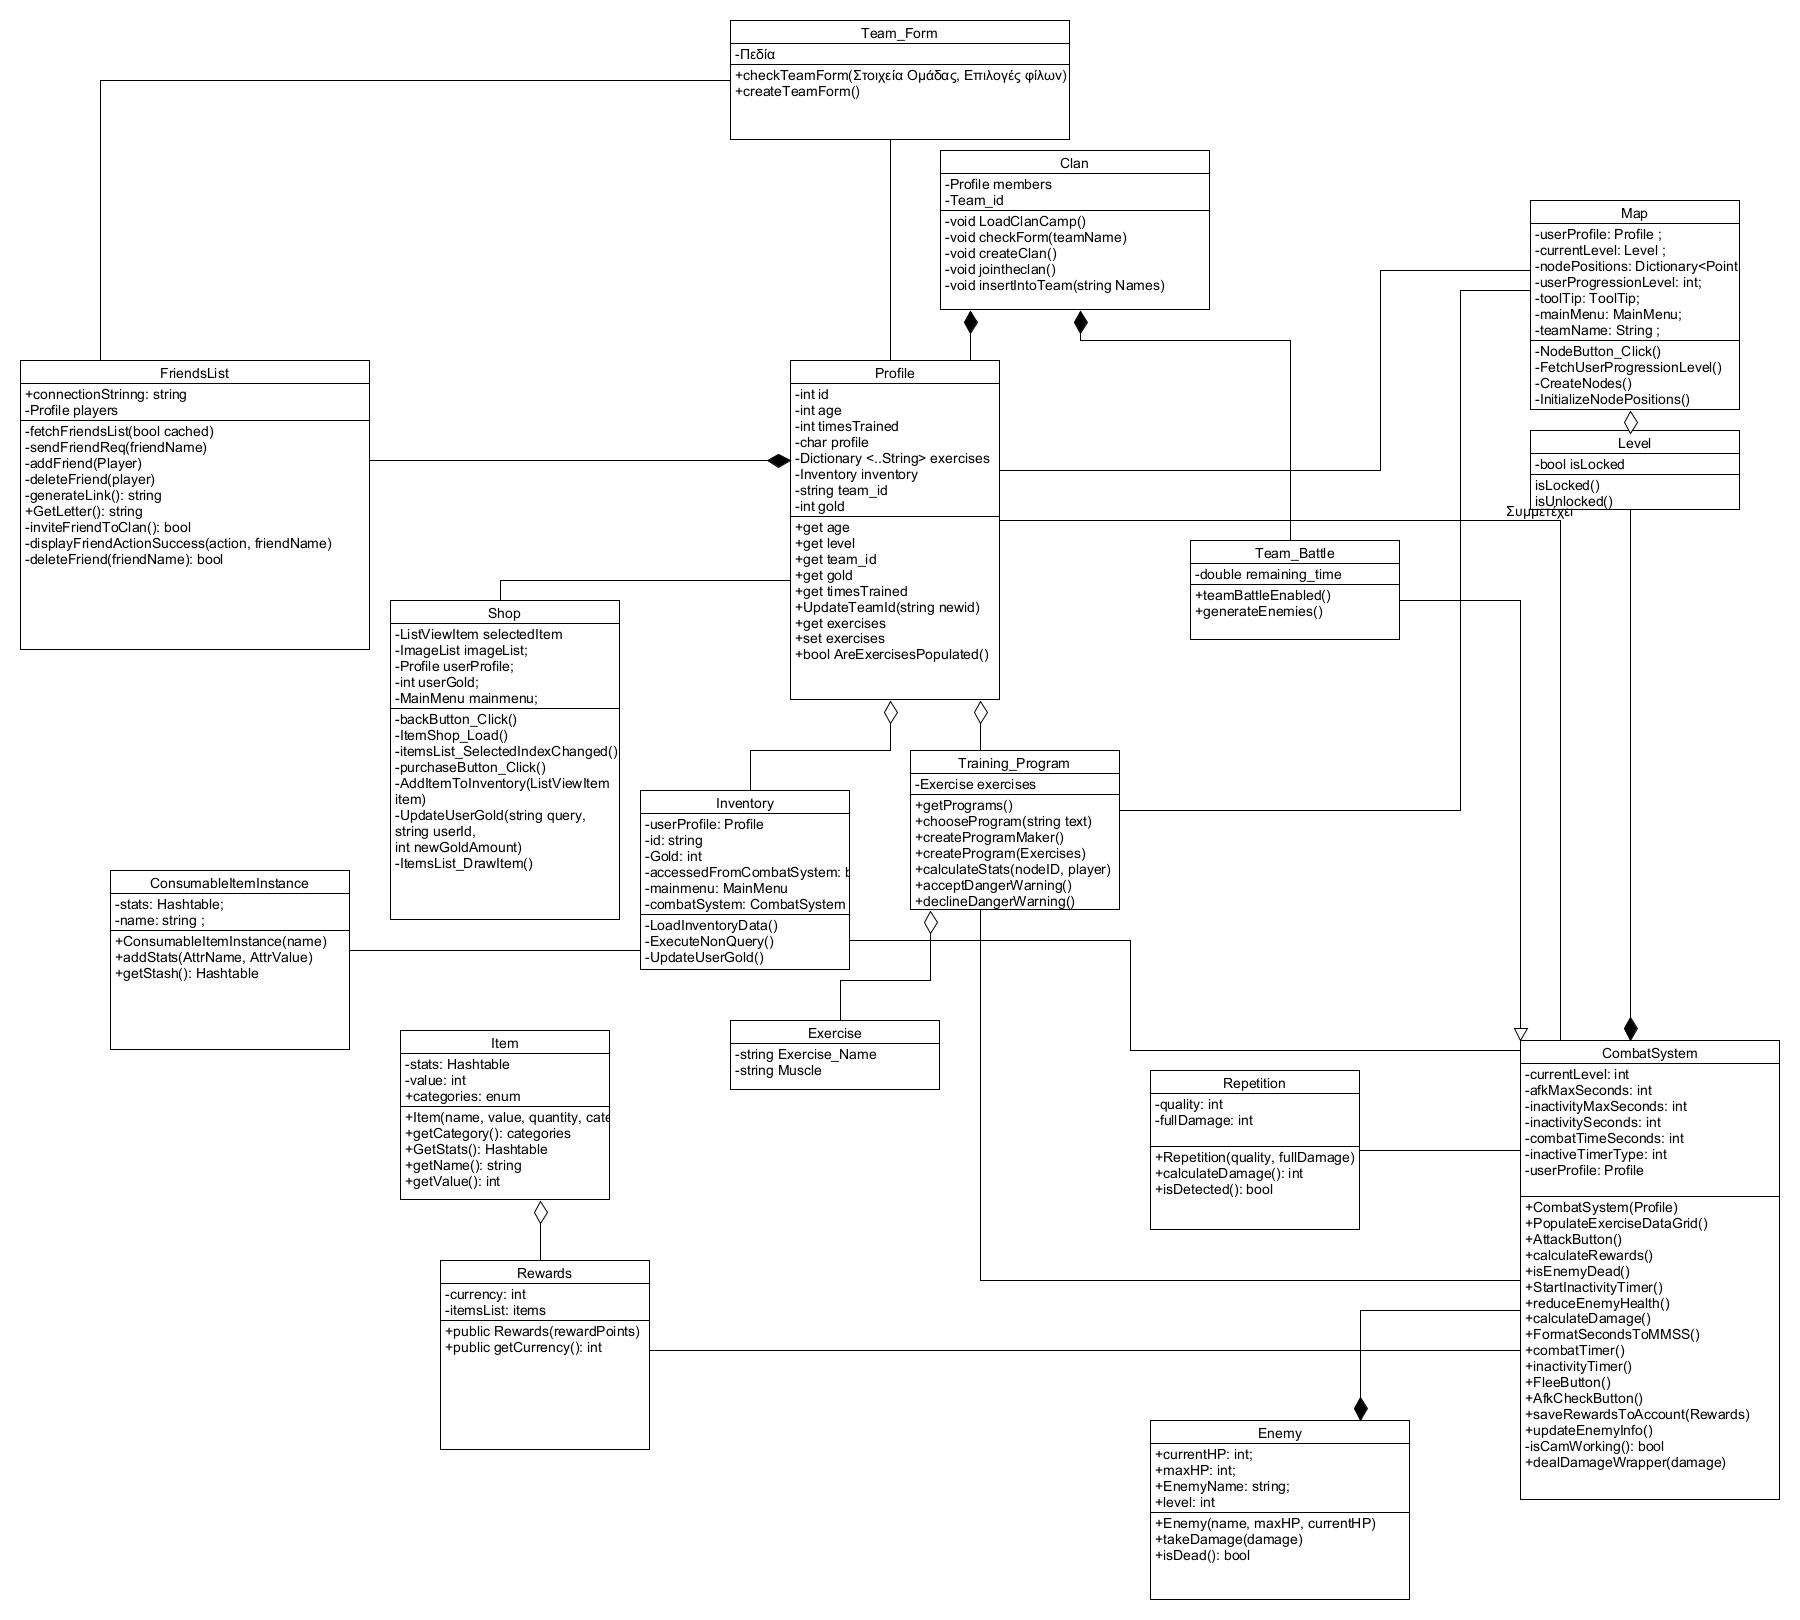 Team_Form
-Πεδία
+checkTeamForm(Στοιχεία Ομάδας, Επιλογές φίλων)
+createTeamForm()
Clan
-Profile members
-Team_id
-void LoadClanCamp()
-void checkForm(teamName)
-void createClan()
-void jointheclan()
-void insertIntoTeam(string Names)
Map
-userProfile: Profile ;
-currentLevel: Level ;
-nodePositions: Dictionary<Point
-userProgressionLevel: int;
-toolTip: ToolTip;
-mainMenu: MainMenu;
-teamName: String ;
-NodeButton_Click()
-FetchUserProgressionLevel()
-CreateNodes()
-InitializeNodePositions()
FriendsList
+connectionStrinng: string
-Profile players
-fetchFriendsList(bool cached)
-sendFriendReq(friendName)
-addFriend(Player)
-deleteFriend(player)
-generateLink(): string
+GetLetter(): string
-inviteFriendToClan(): bool
-displayFriendActionSuccess(action, friendName)
-deleteFriend(friendName): bool
Profile
-int id
-int age
-int timesTrained
-char profile
-Dictionary <..String> exercises
-Inventory inventory
-string team_id
-int gold
+get age
+get level
+get team_id
+get gold
+get timesTrained
+UpdateTeamId(string newid)
+get exercises
+set exercises
+bool AreExercisesPopulated()
Level
-bool isLocked
isLocked()
isUnlocked()
Συμμετέχει
Team_Battle
-double remaining_time
+teamBattleEnabled()
+generateEnemies()
Shop
-ListViewItem selectedItem
-ImageList imageList;
-Profile userProfile;
-int userGold;
-MainMenu mainmenu;
-backButton_Click()
-ItemShop_Load()
-itemsList_SelectedIndexChanged()
-purchaseButton_Click()
-AddItemToInventory(ListViewItem
item)
-UpdateUserGold(string query,
string userId,
int newGoldAmount)
-ItemsList_DrawItem()
Training_Program
-Exercise exercises
+getPrograms()
+chooseProgram(string text)
+createProgramMaker()
+createProgram(Exercises)
+calculateStats(nodeID, player)
+acceptDangerWarning()
+declineDangerWarning()
Inventory
-userProfile: Profile
-id: string
-Gold: int
-accessedFromCombatSystem: b
-mainmenu: MainMenu
-combatSystem: CombatSystem
-LoadInventoryData()
-ExecuteNonQuery()
-UpdateUserGold()
ConsumableItemInstance
-stats: Hashtable;
-name: string ;
+ConsumableItemInstance(name)
+addStats(AttrName, AttrValue)
+getStash(): Hashtable
Exercise
-string Exercise_Name
-string Muscle
Item
-stats: Hashtable
-value: int
+categories: enum
+Item(name, value, quantity, cate
+getCategory(): categories
+GetStats(): Hashtable
+getName(): string
+getValue(): int
CombatSystem
-currentLevel: int
-afkMaxSeconds: int
-inactivityMaxSeconds: int
-inactivitySeconds: int
-combatTimeSeconds: int
-inactiveTimerType: int
-userProfile: Profile
+CombatSystem(Profile)
+PopulateExerciseDataGrid()
+AttackButton()
+calculateRewards()
+isEnemyDead()
+StartInactivityTimer()
+reduceEnemyHealth()
+calculateDamage()
+FormatSecondsToMMSS()
+combatTimer()
+inactivityTimer()
+FleeButton()
+AfkCheckButton()
+saveRewardsToAccount(Rewards)
+updateEnemyInfo()
-isCamWorking(): bool
+dealDamageWrapper(damage)
Repetition
-quality: int
-fullDamage: int
+Repetition(quality, fullDamage)
+calculateDamage(): int
+isDetected(): bool
Rewards
-currency: int
-itemsList: items
+public Rewards(rewardPoints)
+public getCurrency(): int
Enemy
+currentHP: int;
+maxHP: int;
+EnemyName: string;
+level: int
+Enemy(name, maxHP, currentHP)
+takeDamage(damage)
+isDead(): bool